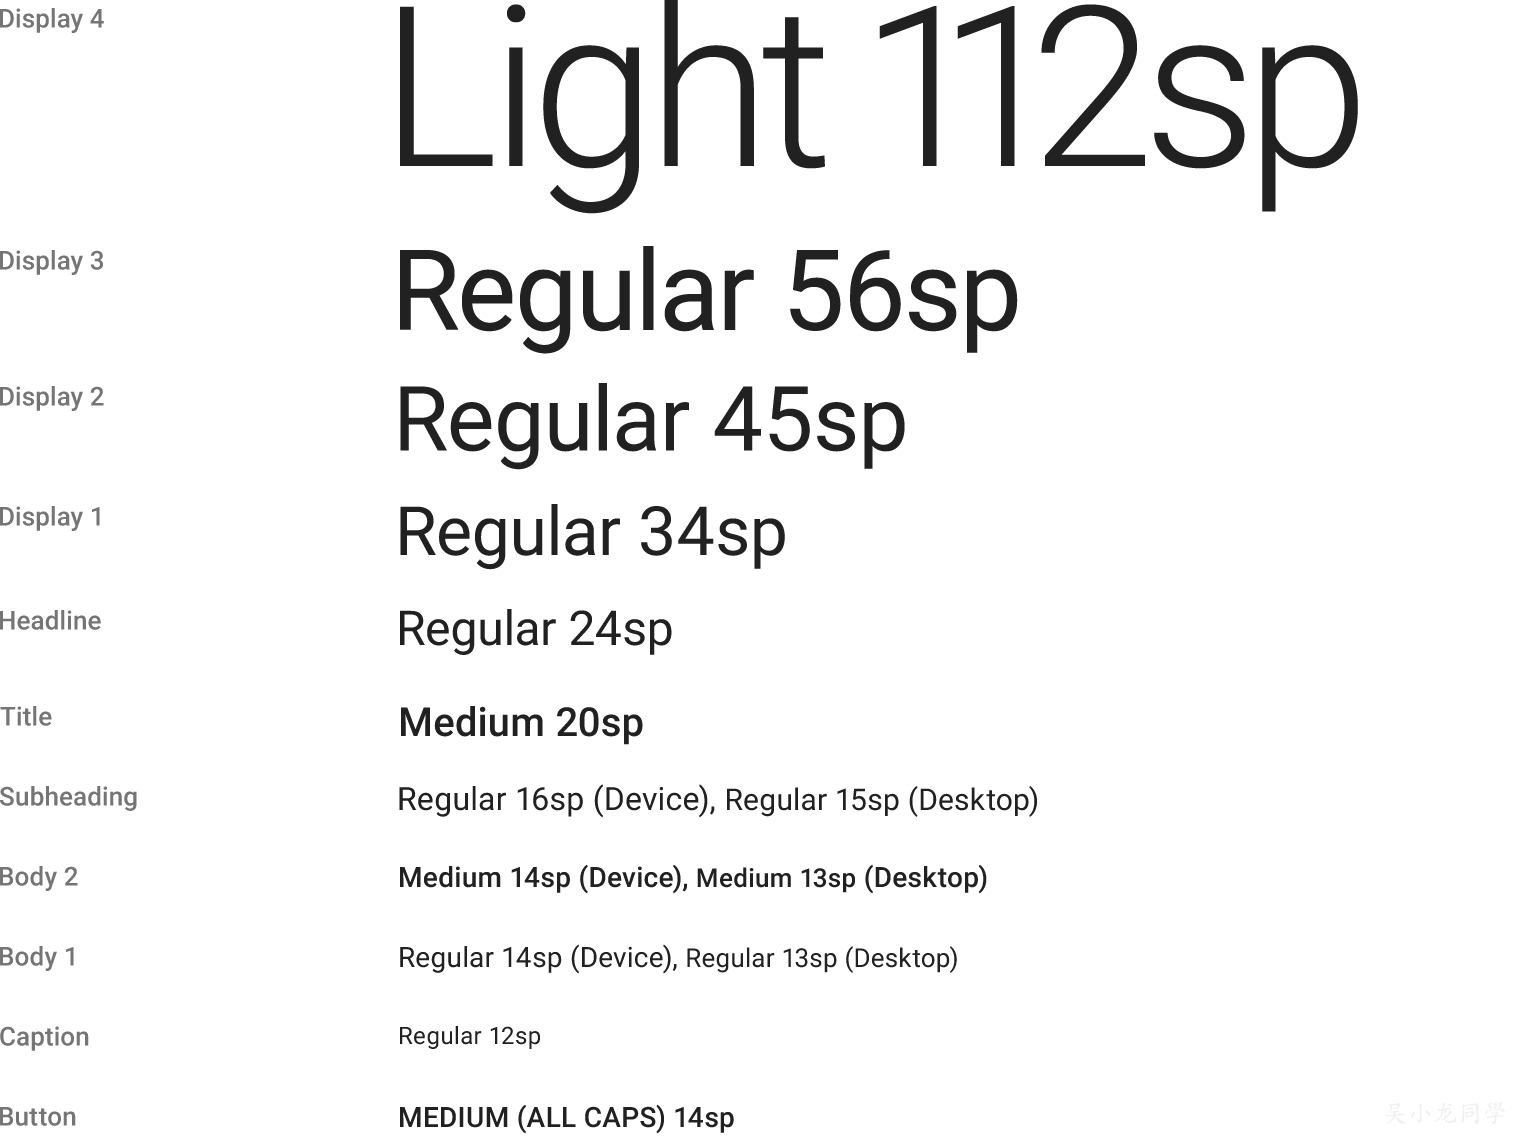 Display 4 Light 112sp
Display 3 Regular 56sp
Display 2 Regular 45sp
Display 1 Regular 34sp
Headline Regular 24sp
Title Medium 20sp
Subheading Regular 16sp (Device), Regular 15sp (Desktop)
Body 2 Medium 14sp (Device), Medium 13sp (Desktop)
Body 1 Regular 14sp (Device), Regular 13sp (Desktop)
Caption Regular 12sp
Button MEDIUM (ALL CAPS) 14sp
吴小龙同學